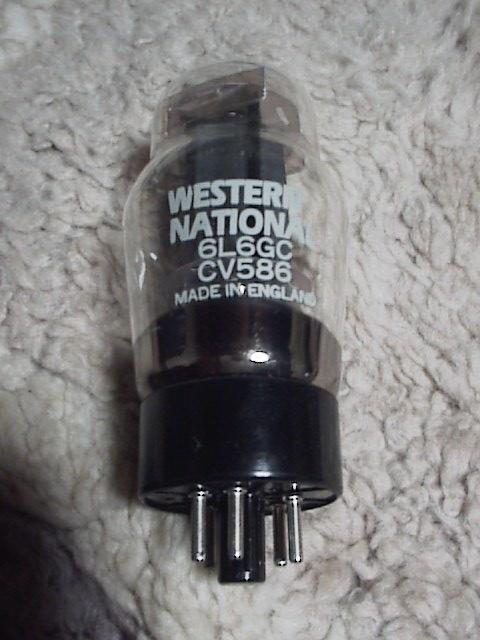 WESTERN
NATIONAL
6L6GC
CV586
MADE IN ENGLAND